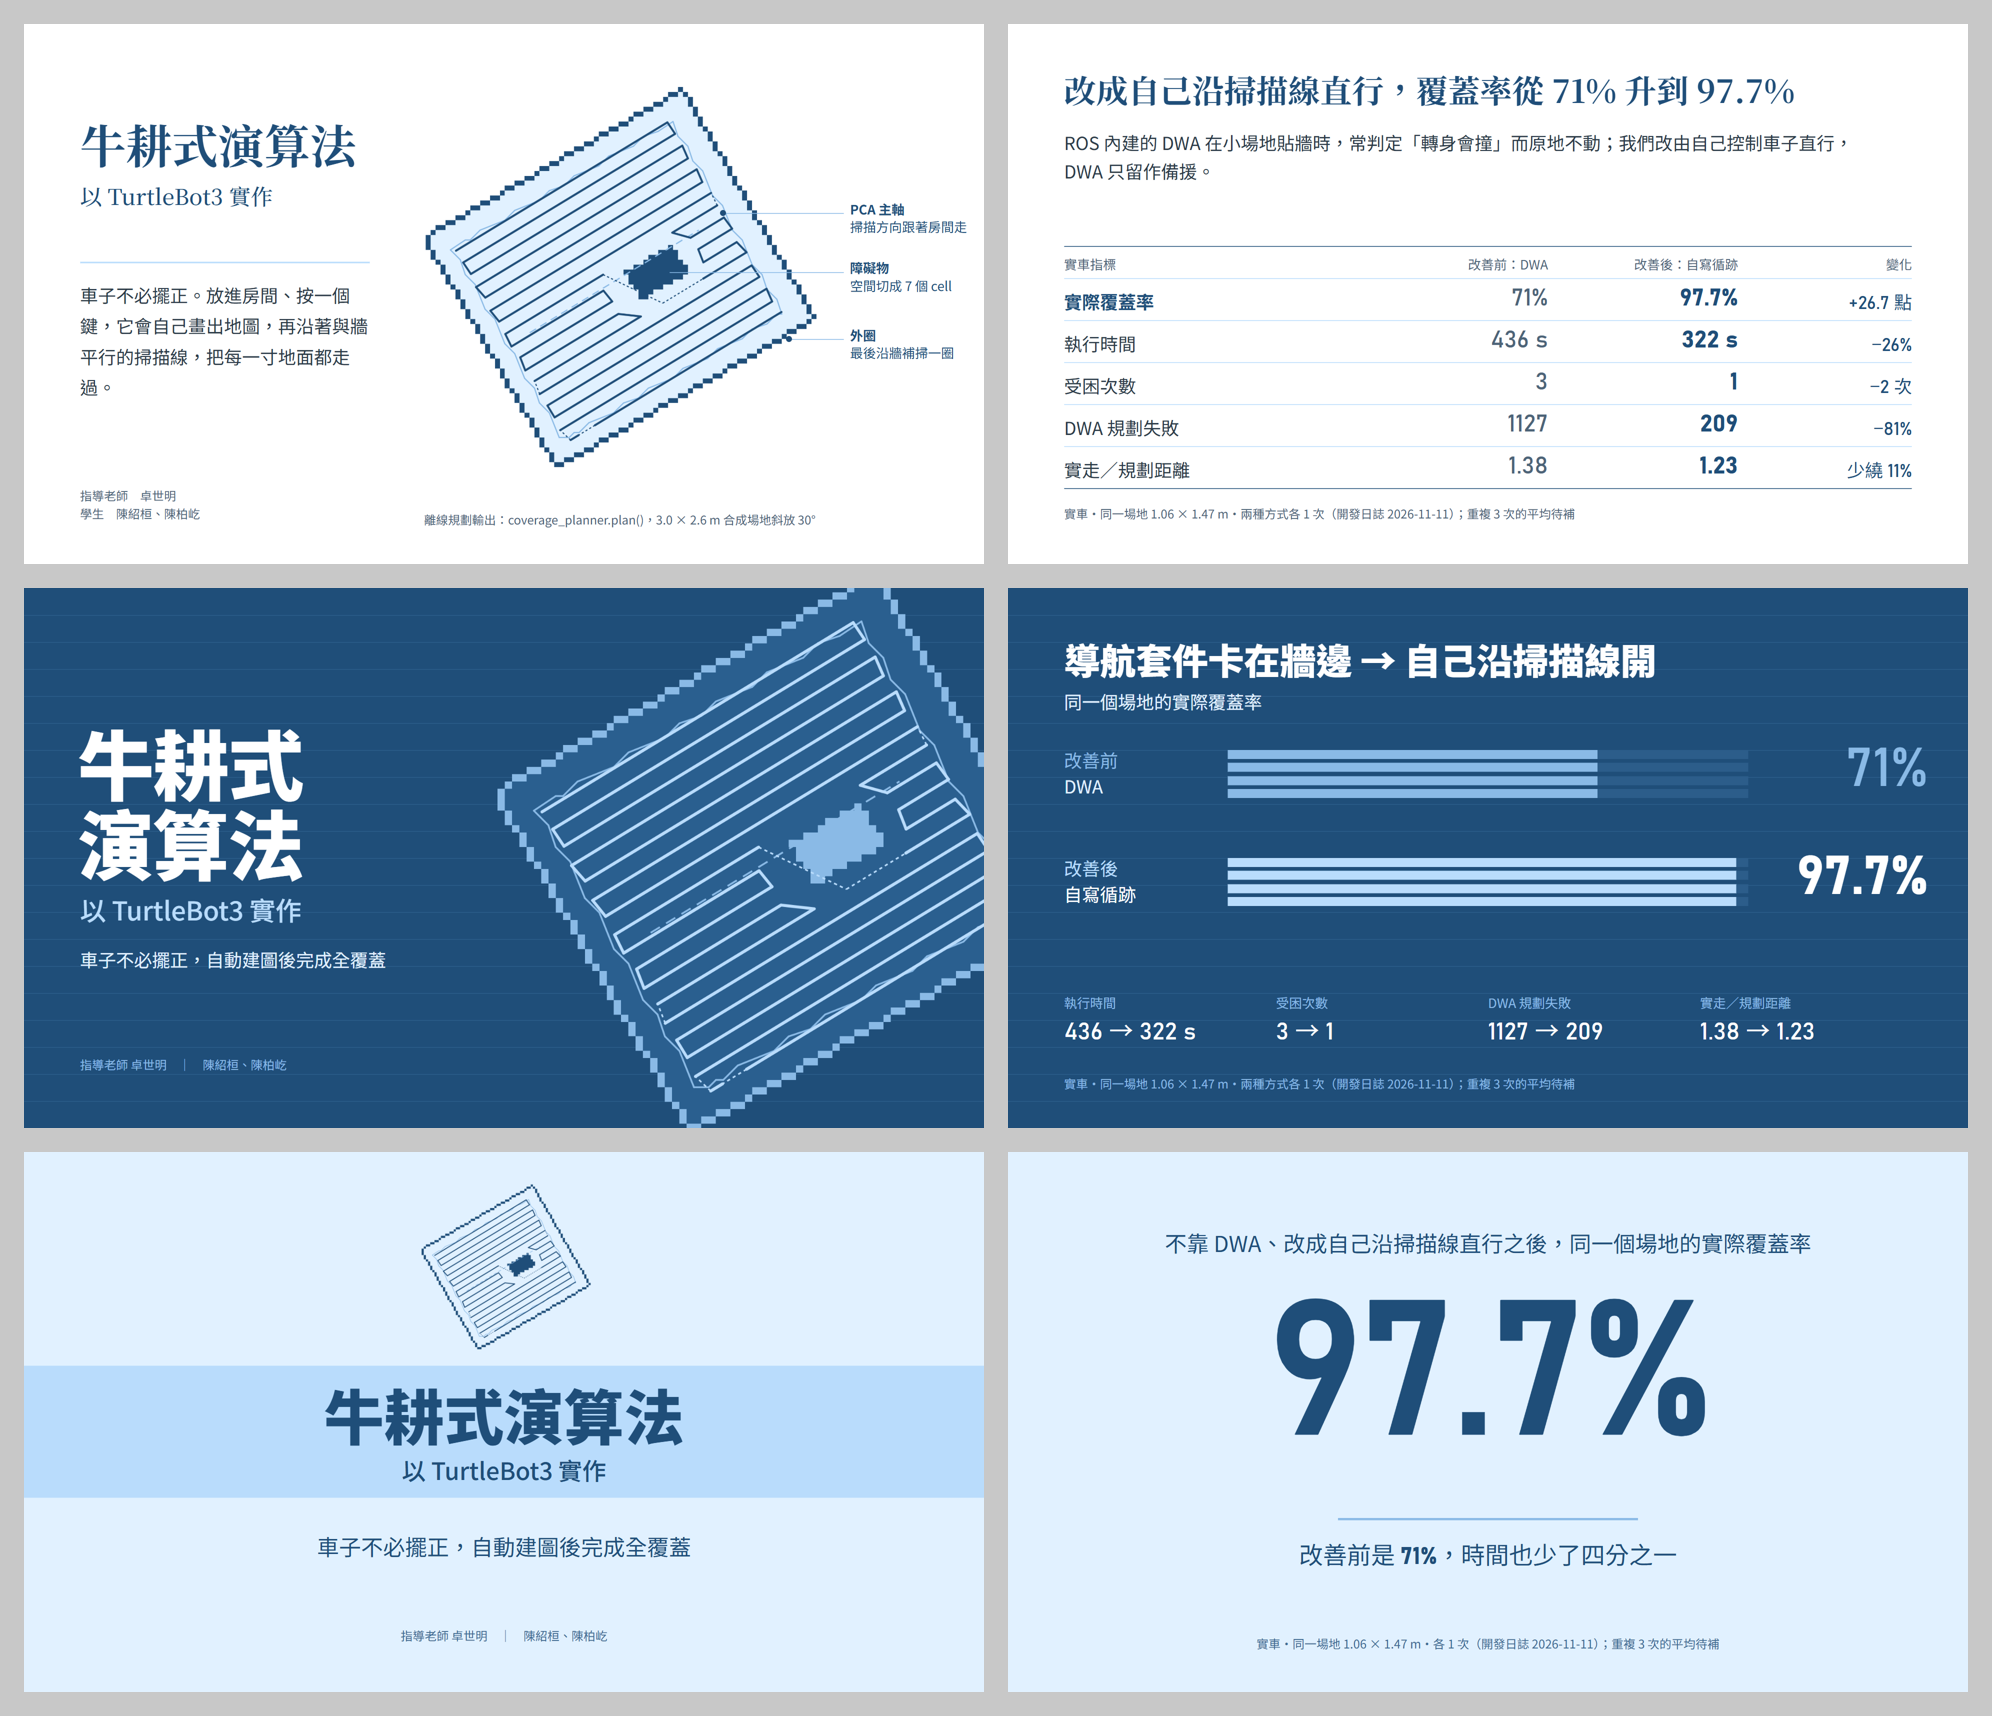 牛耕式演算法
以 TurtleBot3 實作
車子不必擺正。放進房間、按一個
鍵，它會自己畫出地圖，再沿著與牆
平行的掃描線，把每一寸地面都走
過。
指導老師　卓世明
學生　陳紹桓、陳柏屹
PCA 主軸
掃描方向跟著房間走
障礙物
空間切成 7 個 cell
外圈
最後沿牆補掃一圈
離線規劃輸出：coverage_planner.plan()，3.0 × 2.6 m 合成場地斜放 30°
改成自己沿掃描線直行，覆蓋率從 71% 升到 97.7%
ROS 內建的 DWA 在小場地貼牆時，常判定「轉身會撞」而原地不動；我們改由自己控制車子直行，
DWA 只留作備援。
實車指標 改善前：DWA 改善後：自寫循跡 變化
實際覆蓋率 71% 97.7% +26.7 點
執行時間 436 s 322 s −26%
受困次數 3 1 −2 次
DWA 規劃失敗 1127 209 −81%
實走／規劃距離 1.38 1.23 少繞 11%
實車・同一場地 1.06 × 1.47 m・兩種方式各 1 次（開發日誌 2026-11-11）；重複 3 次的平均待補
牛耕式
演算法
以 TurtleBot3 實作
車子不必擺正，自動建圖後完成全覆蓋
指導老師 卓世明　｜　陳紹桓、陳柏屹
導航套件卡在牆邊 → 自己沿掃描線開
同一個場地的實際覆蓋率
改善前
DWA
71%
改善後
自寫循跡
97.7%
執行時間 受困次數 DWA 規劃失敗 實走／規劃距離
436 → 322 s 3 → 1 1127 → 209 1.38 → 1.23
實車・同一場地 1.06 × 1.47 m・兩種方式各 1 次（開發日誌 2026-11-11）；重複 3 次的平均待補
牛耕式演算法
以 TurtleBot3 實作
車子不必擺正，自動建圖後完成全覆蓋
指導老師 卓世明　｜　陳紹桓、陳柏屹
不靠 DWA、改成自己沿掃描線直行之後，同一個場地的實際覆蓋率
97.7%
改善前是 71%，時間也少了四分之一
實車・同一場地 1.06 × 1.47 m・各 1 次（開發日誌 2026-11-11）；重複 3 次的平均待補